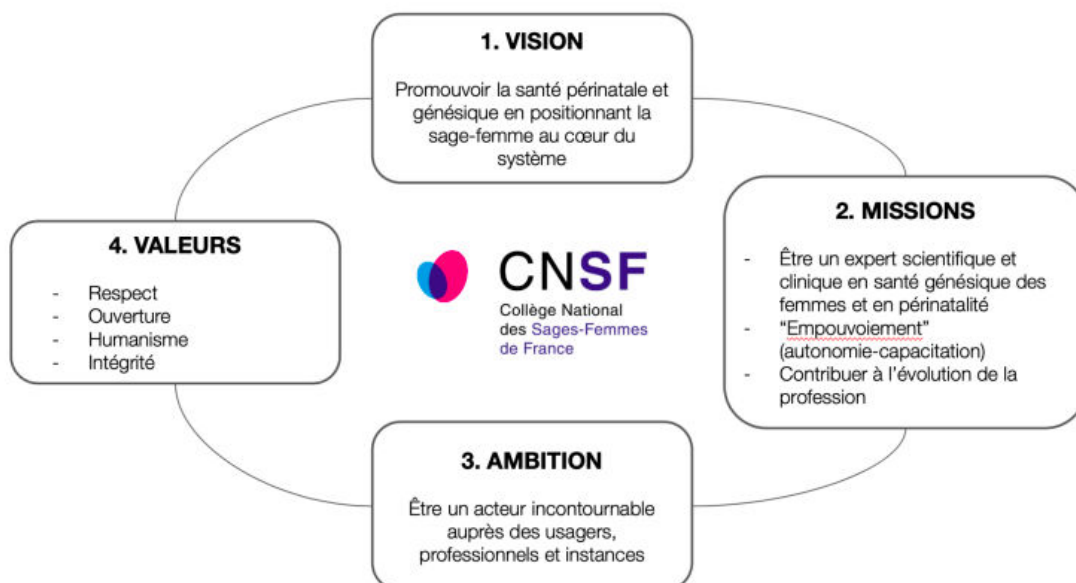 1. VISION
Promouvoir la santé périnatale et
génésique en positionnant la
sage-femme au cœur du
système
2. MISSIONS
- Être un expert scientifique et
clinique en santé génésique des
femmes et en périnatalité
- “Empouvoiement”
(autonomie-capacitation)
- Contribuer à l’évolution de la
profession
3. AMBITION
Être un acteur incontournable
auprès des usagers,
professionnels et instances
4. VALEURS
- Respect
- Ouverture
- Humanisme
- Intégrité
CNSF
Collège National
des Sages-Femmes
de France